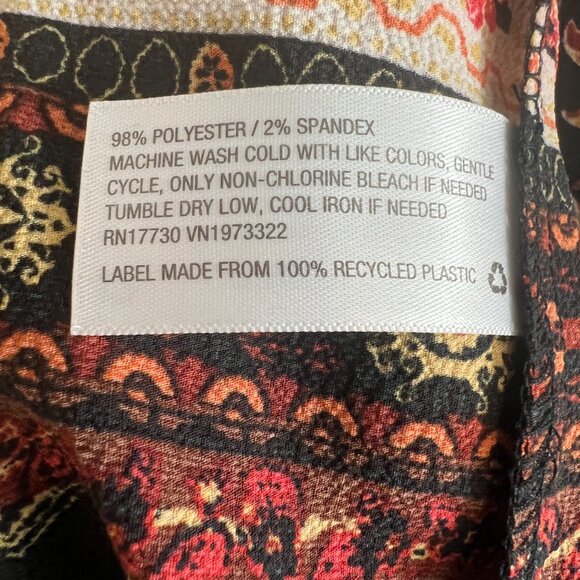 98% POLYESTER / 2% SPANDEX
MACHINE WASH COLD WITH LIKE COLORS, GENTLE
CYCLE, ONLY NON-CHLORINE BLEACH IF NEEDED
TUMBLE DRY LOW, COOL IRON IF NEEDED
RN17730 VN1973322
LABEL MADE FROM 100% RECYCLED PLASTIC